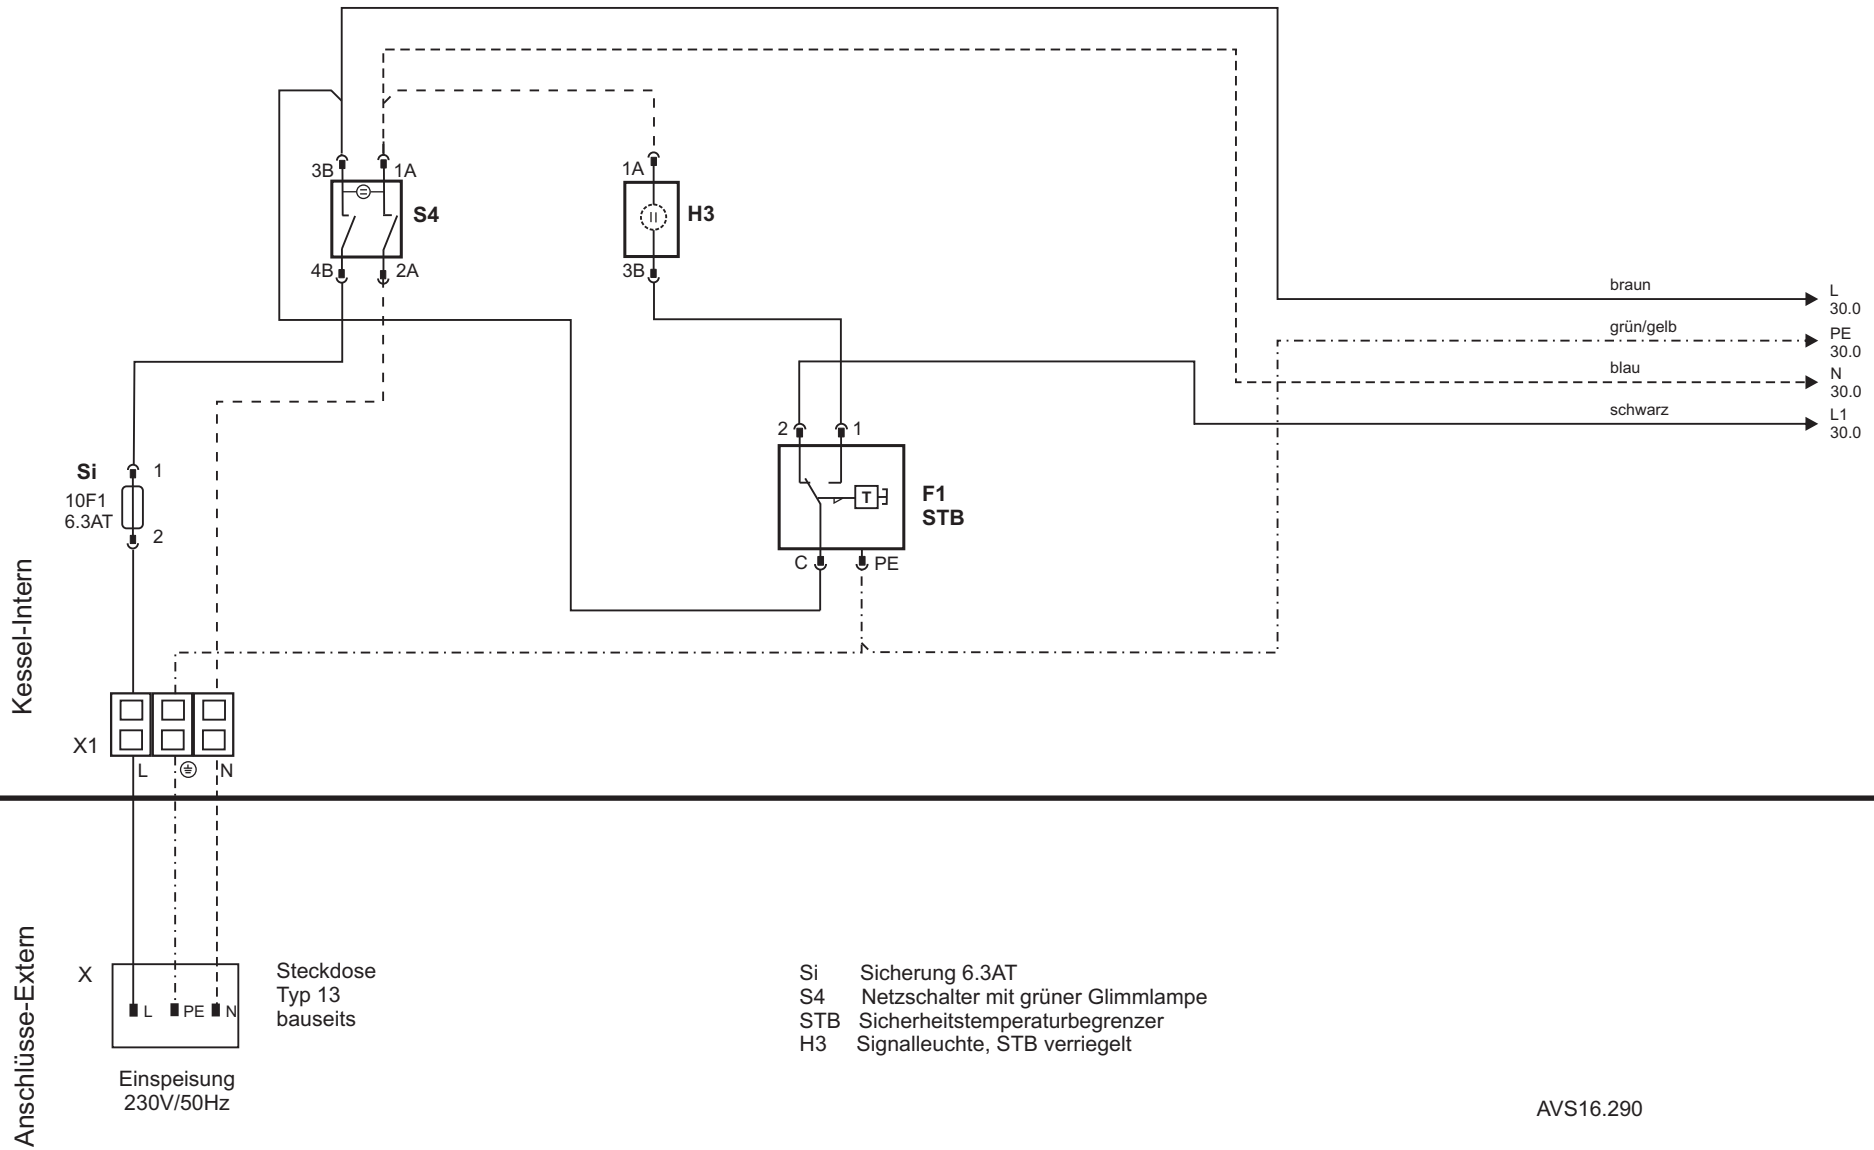 3B
1A
S4
4B
2A
1A
H3
3B
braun
L
30.0
grün/gelb
PE
30.0
blau
N
30.0
schwarz
L1
30.0
2
1
Si
1
10F1
6.3AT
2
T
F1
STB
C
PE
Kessel-Intern
X1
L
N
Anschlüsse-Extern
X
L
PE
N
Steckdose
Typ 13
bauseits
Einspeisung
230V/50Hz
Si Sicherung 6.3AT
S4 Netzschalter mit grüner Glimmlampe
STB Sicherheitstemperaturbegrenzer
H3 Signalleuchte, STB verriegelt
AVS16.290